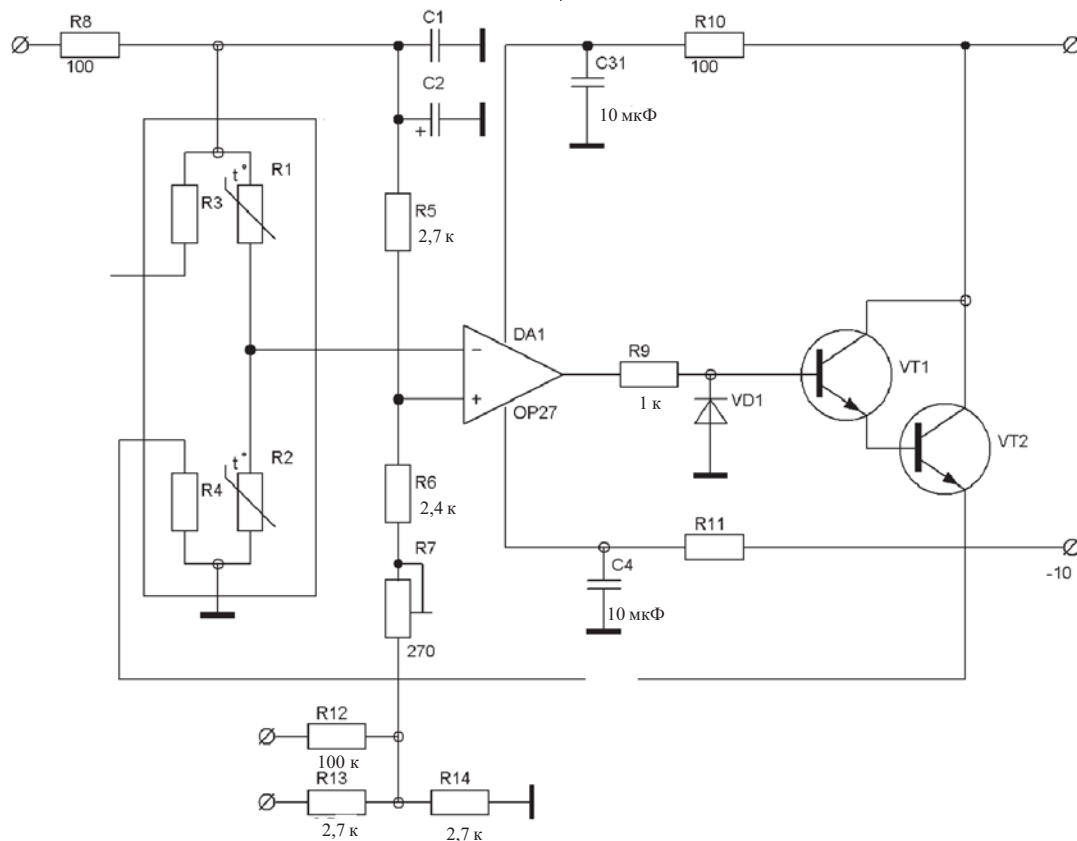 R8
100
C1
R10
100
C31
10 мкФ
C2
+
t°
R1
R3
R5
2,7 к
DA1
−
+
OP27
R9
1 к
VD1
VT1
VT2
t°
R2
R4
R6
2,4 к
R7
270
R11
-10
C4
10 мкФ
R12
100 к
R13
2,7 к
R14
2,7 к